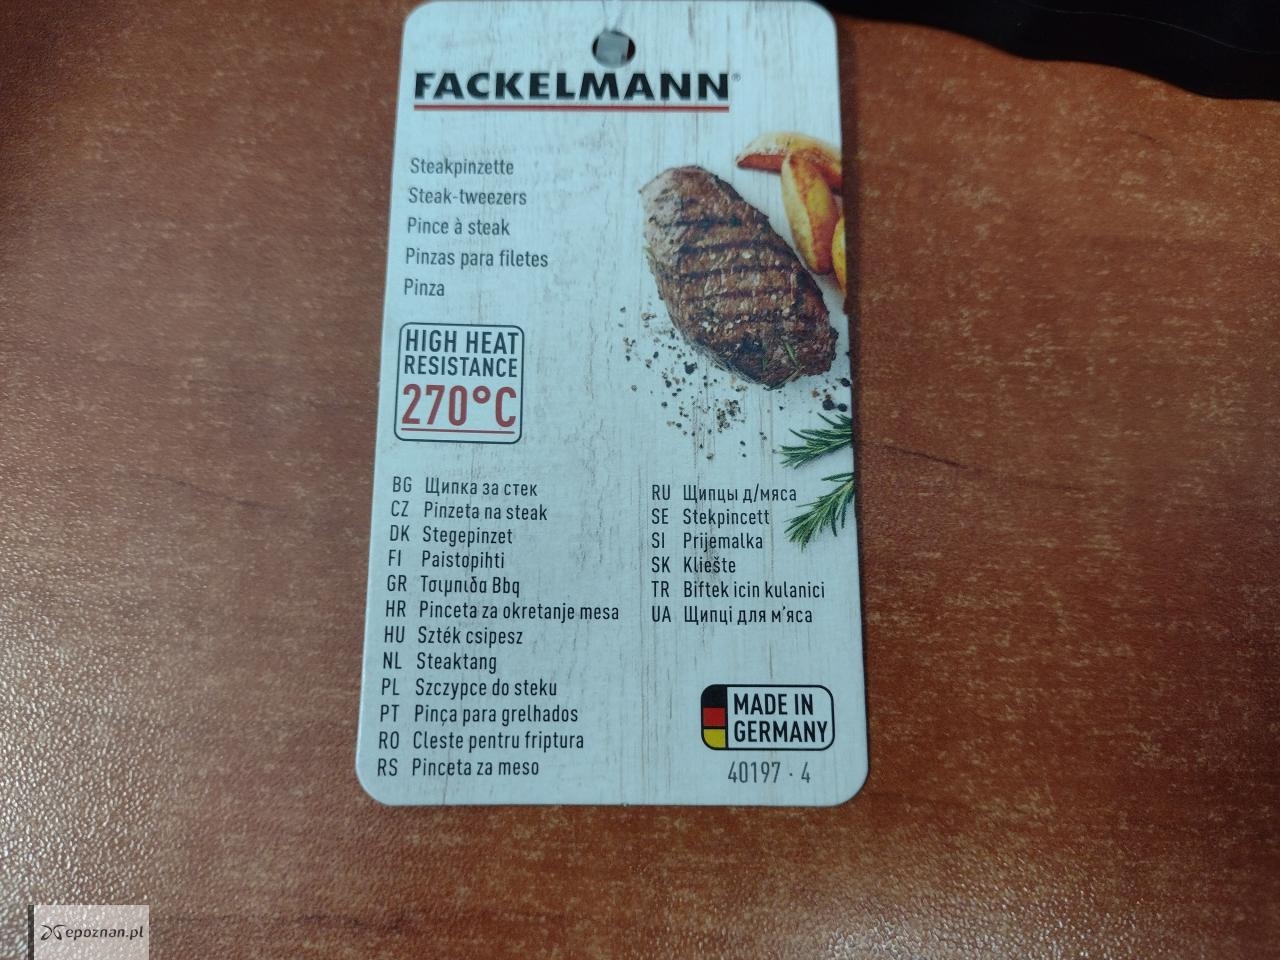 FACKELMANN®
Steakpinzette
Steak-tweezers
Pince à steak
Pinzas para filetes
Pinza
HIGH HEAT
RESISTANCE
270°C
BG Щипка за стек
CZ Pinzeta na steak
DK Stegepinzet
FI Paistopihti
GR Τσιμπιδα Bbq
HR Pinceta za okretanje mesa
HU Szték csipesz
NL Steaktang
PL Szczypce do steku
PT Pinça para grelhados
RO Cleste pentru friptura
RS Pinceta za meso
RU Щипцы д/мяса
SE Stekpincett
SI Prijemalka
SK Kliešte
TR Biftek icin kulanici
UA Щипці для м'яса
MADE IN
GERMANY
40197 · 4
epoznan.pl